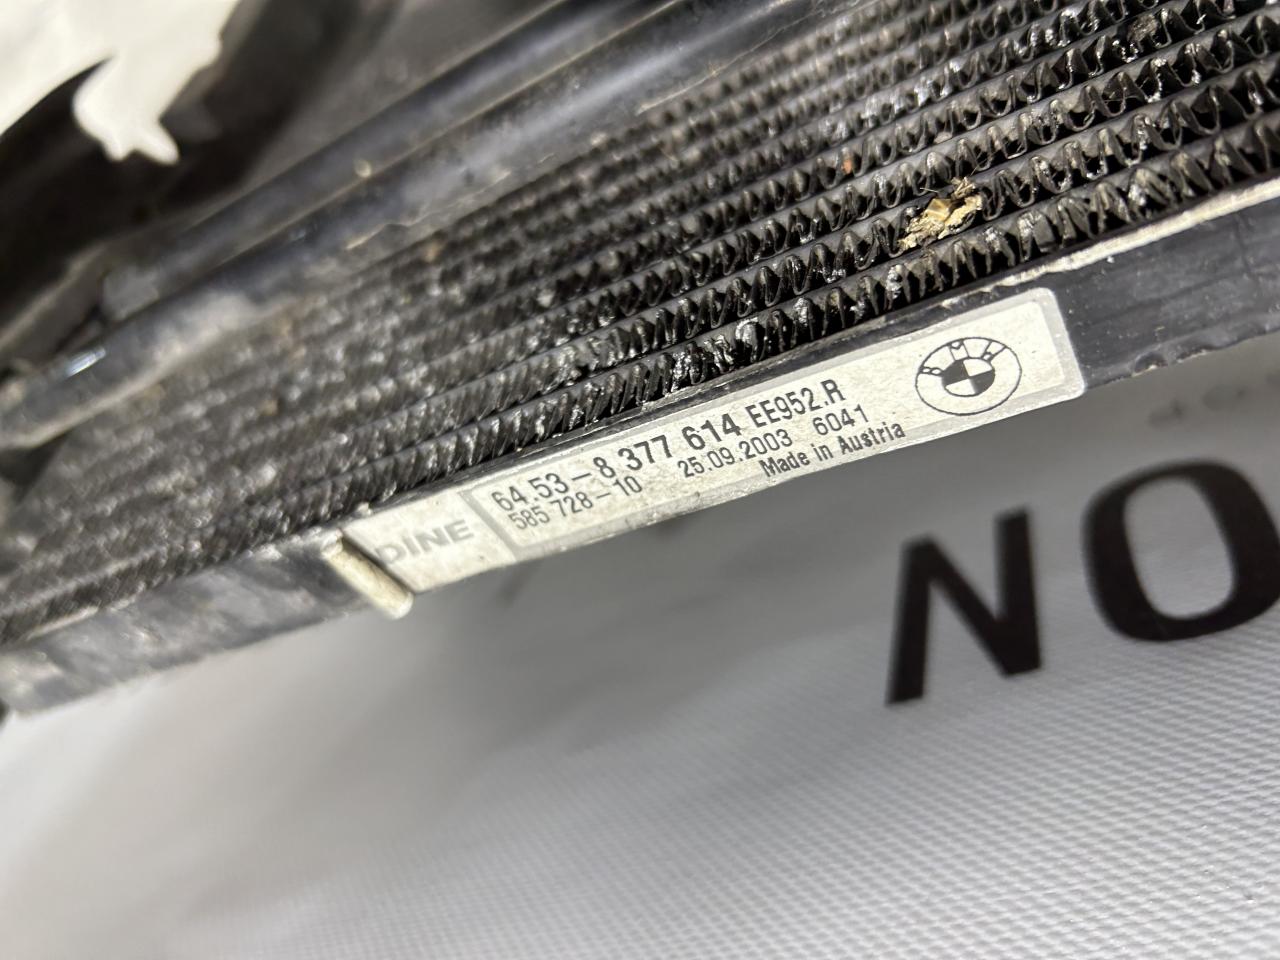 DINE
64.53-8 377 614 EE952.R
585 728-10 25.09.2003 6041
Made in Austria
BMW
NO